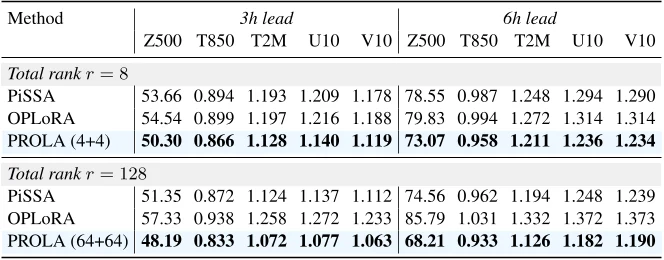 Method 3h lead 6h lead
Z500 T850 T2M U10 V10 Z500 T850 T2M U10 V10
Total rank r = 8
PiSSA 53.66 0.894 1.193 1.209 1.178 78.55 0.987 1.248 1.294 1.290
OPLoRA 54.54 0.899 1.197 1.216 1.188 79.83 0.994 1.272 1.314 1.314
PROLA (4+4) 50.30 0.866 1.128 1.140 1.119 73.07 0.958 1.211 1.236 1.234
Total rank r = 128
PiSSA 51.35 0.872 1.124 1.137 1.112 74.56 0.962 1.194 1.248 1.239
OPLoRA 57.33 0.938 1.258 1.272 1.233 85.79 1.031 1.332 1.372 1.373
PROLA (64+64) 48.19 0.833 1.072 1.077 1.063 68.21 0.933 1.126 1.182 1.190